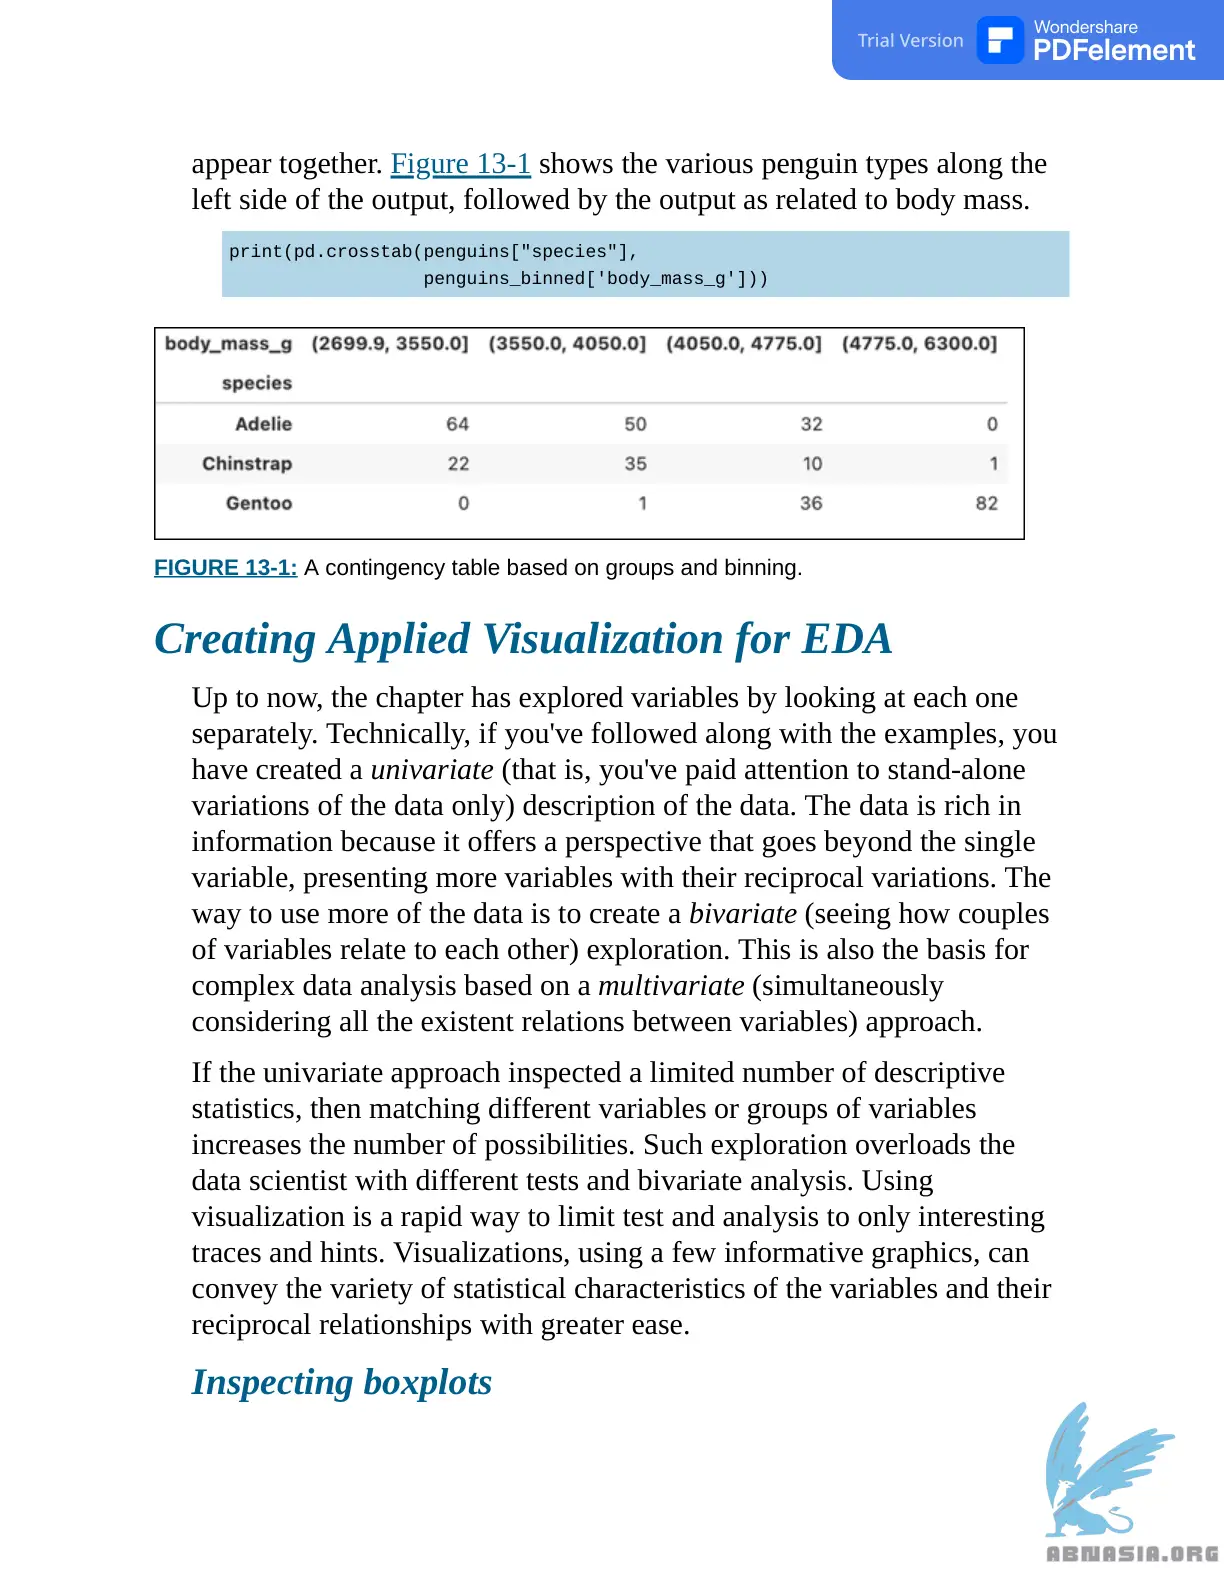 Trial Version
Wondershare
PDFelement
appear together. Figure 13-1 shows the various penguin types along the
left side of the output, followed by the output as related to body mass.
print(pd.crosstab(penguins["species"],
penguins_binned['body_mass_g']))
body_mass_g (2699.9, 3550.0] (3550.0, 4050.0] (4050.0, 4775.0] (4775.0, 6300.0]
species
Adelie 64 50 32 0
Chinstrap 22 35 10 1
Gentoo 0 1 36 82
FIGURE 13-1: A contingency table based on groups and binning.
Creating Applied Visualization for EDA
Up to now, the chapter has explored variables by looking at each one
separately. Technically, if you've followed along with the examples, you
have created a univariate (that is, you've paid attention to stand-alone
variations of the data only) description of the data. The data is rich in
information because it offers a perspective that goes beyond the single
variable, presenting more variables with their reciprocal variations. The
way to use more of the data is to create a bivariate (seeing how couples
of variables relate to each other) exploration. This is also the basis for
complex data analysis based on a multivariate (simultaneously
considering all the existent relations between variables) approach.
If the univariate approach inspected a limited number of descriptive
statistics, then matching different variables or groups of variables
increases the number of possibilities. Such exploration overloads the
data scientist with different tests and bivariate analysis. Using
visualization is a rapid way to limit test and analysis to only interesting
traces and hints. Visualizations, using a few informative graphics, can
convey the variety of statistical characteristics of the variables and their
reciprocal relationships with greater ease.
Inspecting boxplots
ABNASIA.ORG